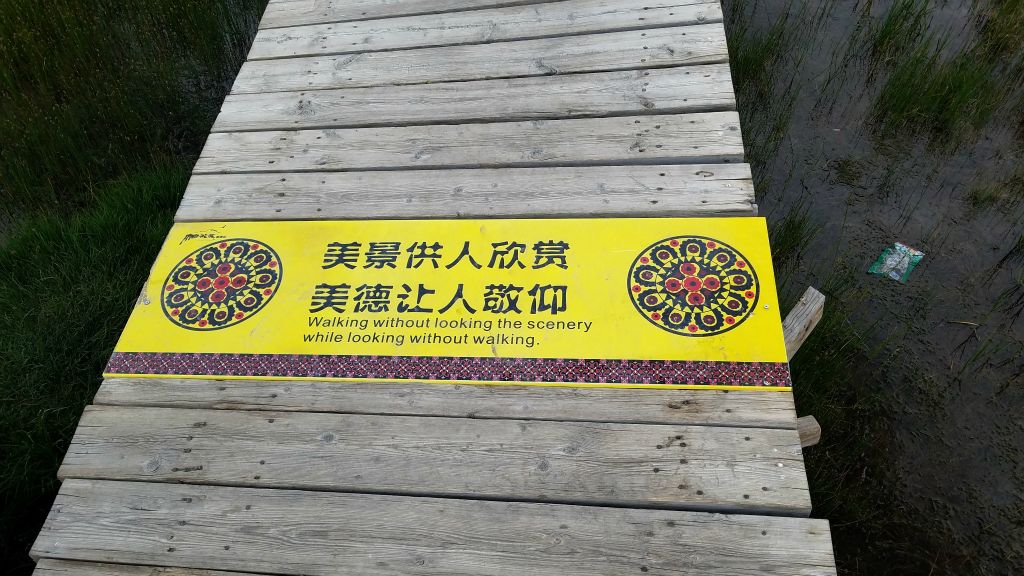 美景供人欣赏
美德让人敬仰
Walking without looking the scenery
while looking without walking.